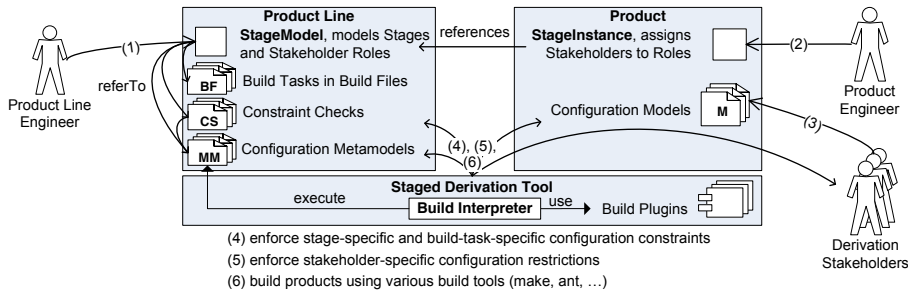 Product Line
StageModel, models Stages
and Stakeholder Roles
BF
Build Tasks in Build Files
CS
Constraint Checks
MM
Configuration Metamodels
(1)
referTo
Product Line
Engineer
references
Product
StageInstance, assigns
Stakeholders to Roles
Configuration Models
M
(2)
Product
Engineer
(3)
(4), (5),
(6)
Derivation
Stakeholders
Staged Derivation Tool
execute
Build Interpreter
use
Build Plugins
(4) enforce stage-specific and build-task-specific configuration constraints
(5) enforce stakeholder-specific configuration restrictions
(6) build products using various build tools (make, ant, …)